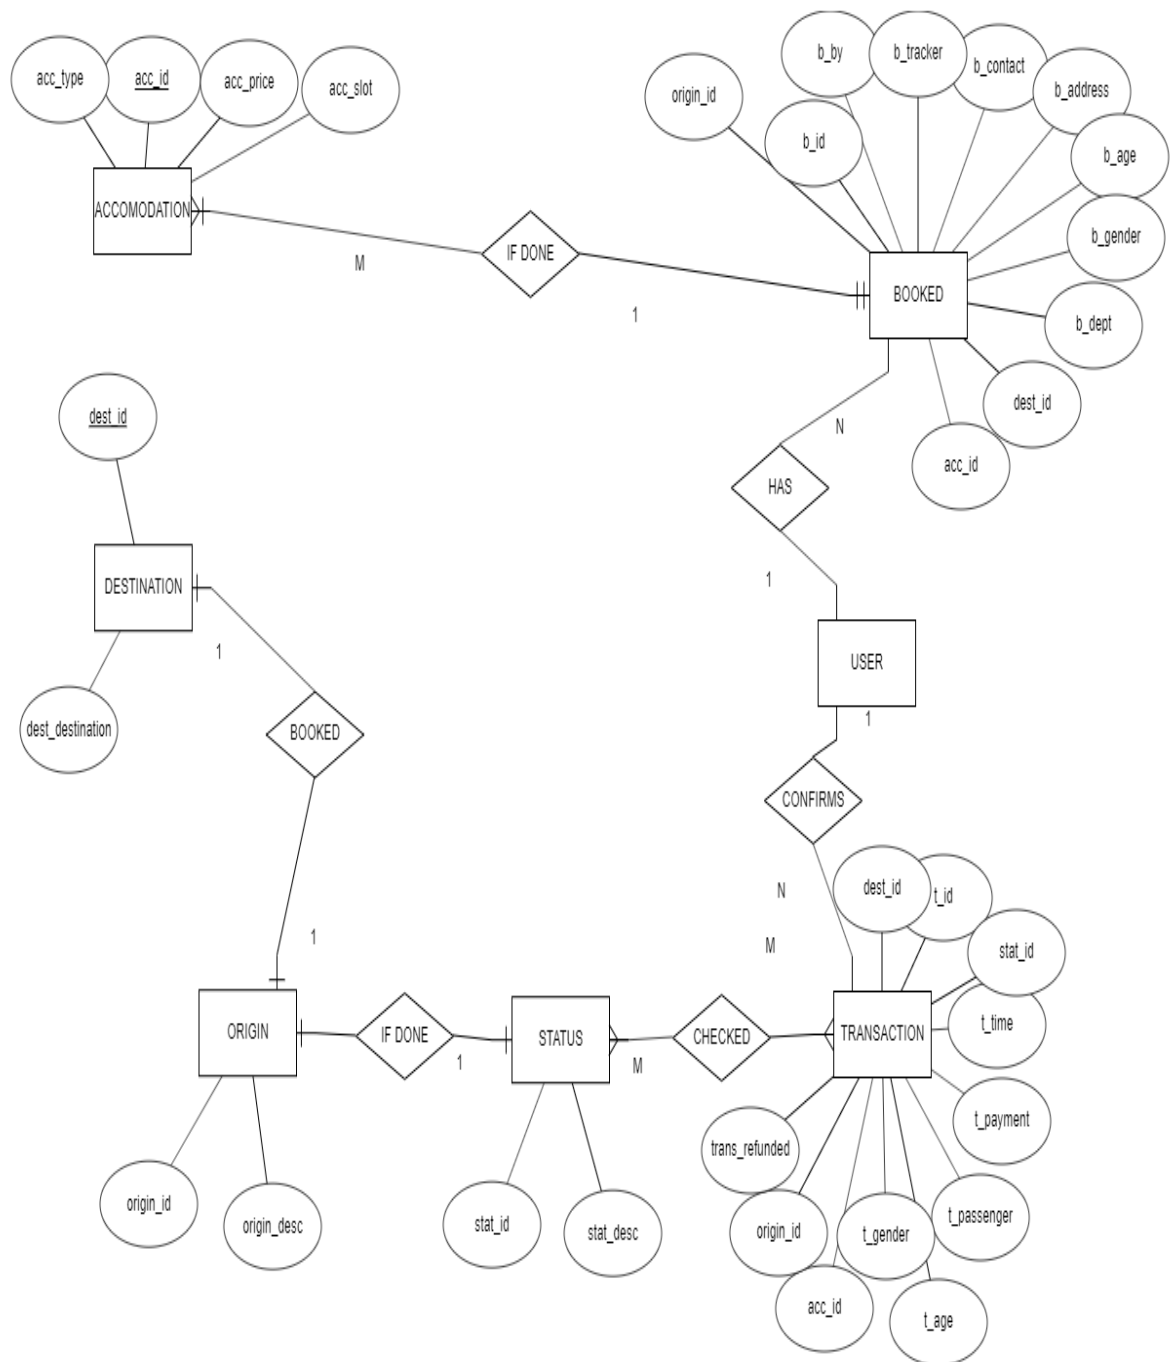 acc_type
acc_id
acc_price
acc_slot
ACCOMODATION
M
IF DONE
1
origin_id
b_id
b_by
b_tracker
b_contact
b_address
b_age
b_gender
b_dept
dest_id
acc_id
BOOKED
N
HAS
1
USER
1
CONFIRMS
N
M
dest_id
DESTINATION
dest_destination
1
BOOKED
1
ORIGIN
origin_id
origin_desc
IF DONE
1
STATUS
stat_id
stat_desc
M
CHECKED
TRANSACTION
dest_id
t_id
stat_id
t_time
t_payment
t_passenger
t_age
t_gender
acc_id
origin_id
trans_refunded